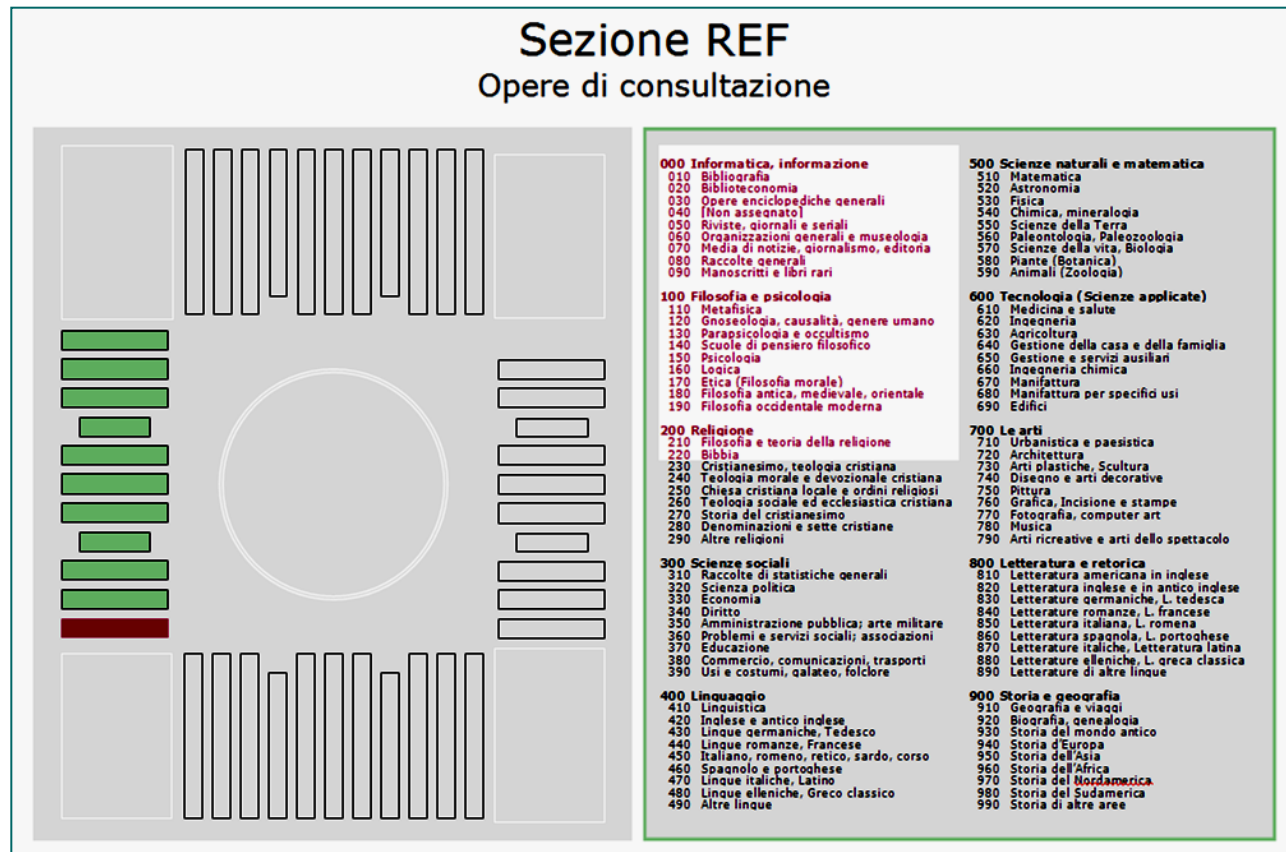 Sezione REF
Opere di consultazione
000 Informatica, informazione
010 Bibliografia
020 Biblioteconomia
030 Opere enciclopediche generali
040 [Non assegnato]
050 Riviste, giornali e seriali
060 Organizzazioni generali e museologia
070 Media di notizie, giornalismo, editoria
080 Raccolte generali
090 Manoscritti e libri rari
100 Filosofia e psicologia
110 Metafisica
120 Gnoseologia, causalità, genere umano
130 Parapsicologia e occultismo
140 Scuole di pensiero filosofico
150 Psicologia
160 Logica
170 Etica (Filosofia morale)
180 Filosofia antica, medievale, orientale
190 Filosofia occidentale moderna
200 Religione
210 Filosofia e teoria della religione
220 Bibbia
230 Cristianesimo, teologia cristiana
240 Teologia morale e devozionale cristiana
250 Chiesa cristiana locale e ordini religiosi
260 Teologia sociale ed ecclesiastica cristiana
270 Storia del cristianesimo
280 Denominazioni e sette cristiane
290 Altre religioni
300 Scienze sociali
310 Raccolte di statistiche generali
320 Scienza politica
330 Economia
340 Diritto
350 Amministrazione pubblica; arte militare
360 Problemi e servizi sociali; associazioni
370 Educazione
380 Commercio, comunicazioni, trasporti
390 Usi e costumi, galateo, folclore
400 Linguaggio
410 Linguistica
420 Inglese e antico inglese
430 Lingue germaniche, Tedesco
440 Lingue romanze, Francese
450 Italiano, romeno, retico, sardo, corso
460 Spagnolo e portoghese
470 Lingue italiche, Latino
480 Lingue elleniche, Greco classico
490 Altre lingue
500 Scienze naturali e matematica
510 Matematica
520 Astronomia
530 Fisica
540 Chimica, mineralogia
550 Scienze della Terra
560 Paleontologia, Paleozoologia
570 Scienze della vita, Biologia
580 Piante (Botanica)
590 Animali (Zoologia)
600 Tecnologia (Scienze applicate)
610 Medicina e salute
620 Ingegneria
630 Agricoltura
640 Gestione della casa e della famiglia
650 Gestione e servizi ausiliari
660 Ingegneria chimica
670 Manifattura
680 Manifattura per specifici usi
690 Edifici
700 Le arti
710 Urbanistica e paesistica
720 Architettura
730 Arti plastiche, Scultura
740 Disegno e arti decorative
750 Pittura
760 Grafica, Incisione e stampe
770 Fotografia, computer art
780 Musica
790 Arti ricreative e arti dello spettacolo
800 Letteratura e retorica
810 Letteratura americana in inglese
820 Letteratura inglese e in antico inglese
830 Letterature germaniche, L. tedesca
840 Letterature romanze, L. francese
850 Letteratura italiana, L. romena
860 Letteratura spagnola, L. portoghese
870 Letterature italiche, Letteratura latina
880 Letterature elleniche, L. greca classica
890 Letterature di altre lingue
900 Storia e geografia
910 Geografia e viaggi
920 Biografia, genealogia
930 Storia del mondo antico
940 Storia d'Europa
950 Storia dell'Asia
960 Storia dell'Africa
970 Storia del Nordamerica
980 Storia del Sudamerica
990 Storia di altre aree